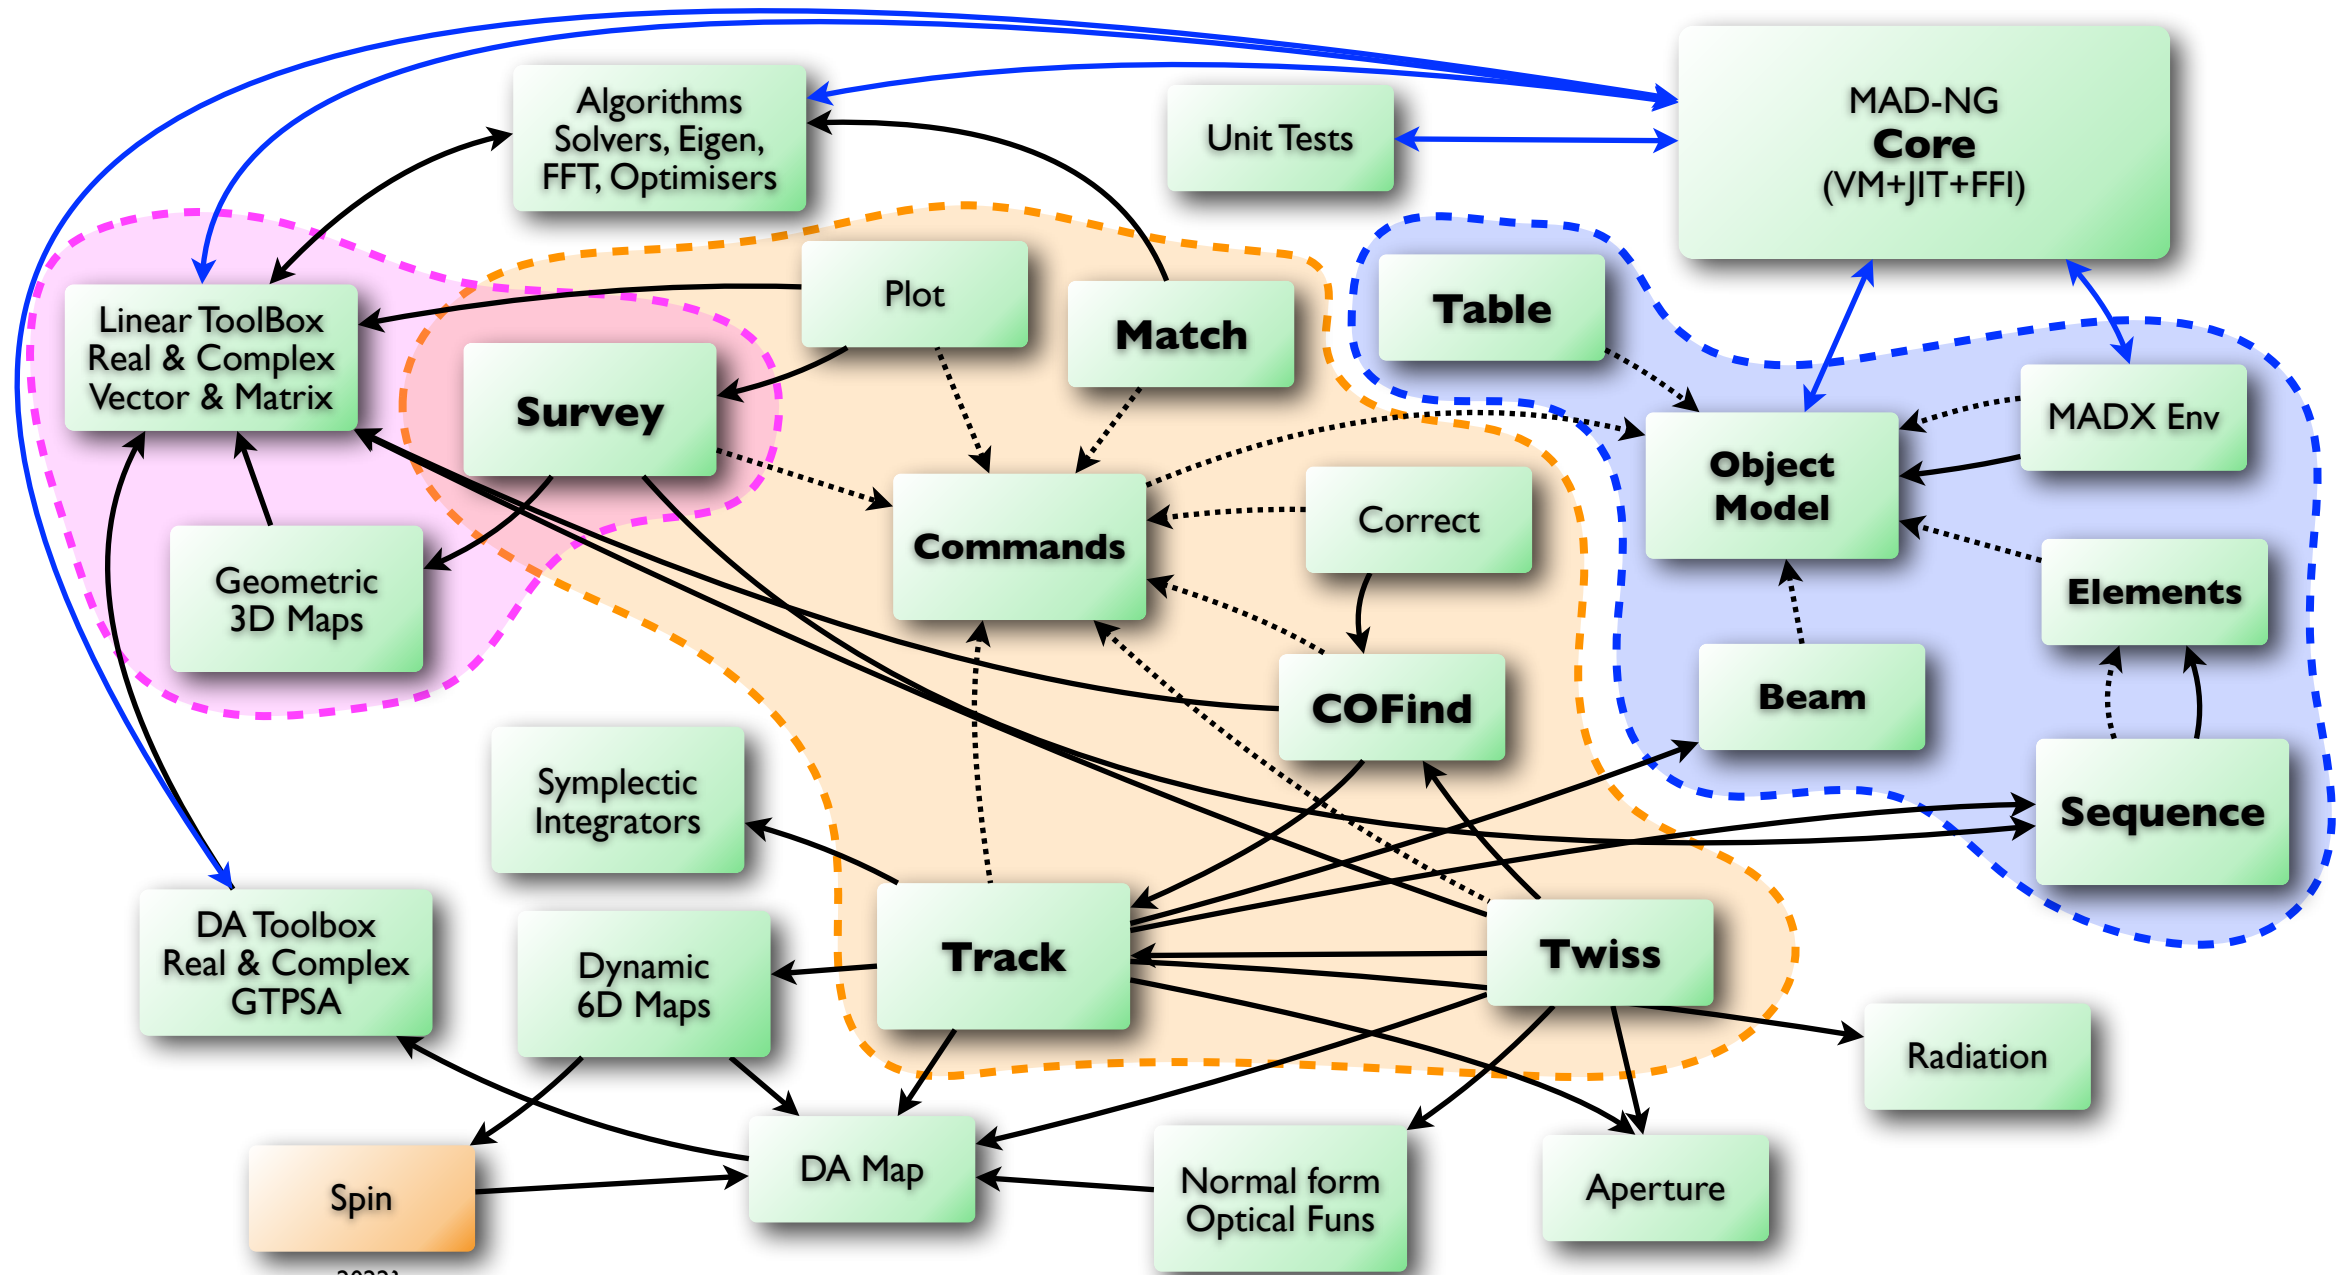 Algorithms
Solvers, Eigen,
FFT, Optimisers
Unit Tests
MAD-NG
Core
(VM+JIT+FFI)
Linear ToolBox
Real & Complex
Vector & Matrix
Plot
Match
Table
Survey
MADX Env
Object
Model
Commands
Correct
Geometric
3D Maps
Elements
COFind
Beam
Symplectic
Integrators
Sequence
DA Toolbox
Real & Complex
GTPSA
Dynamic
6D Maps
Track
Twiss
Radiation
Spin
DA Map
Normal form
Optical Funs
Aperture